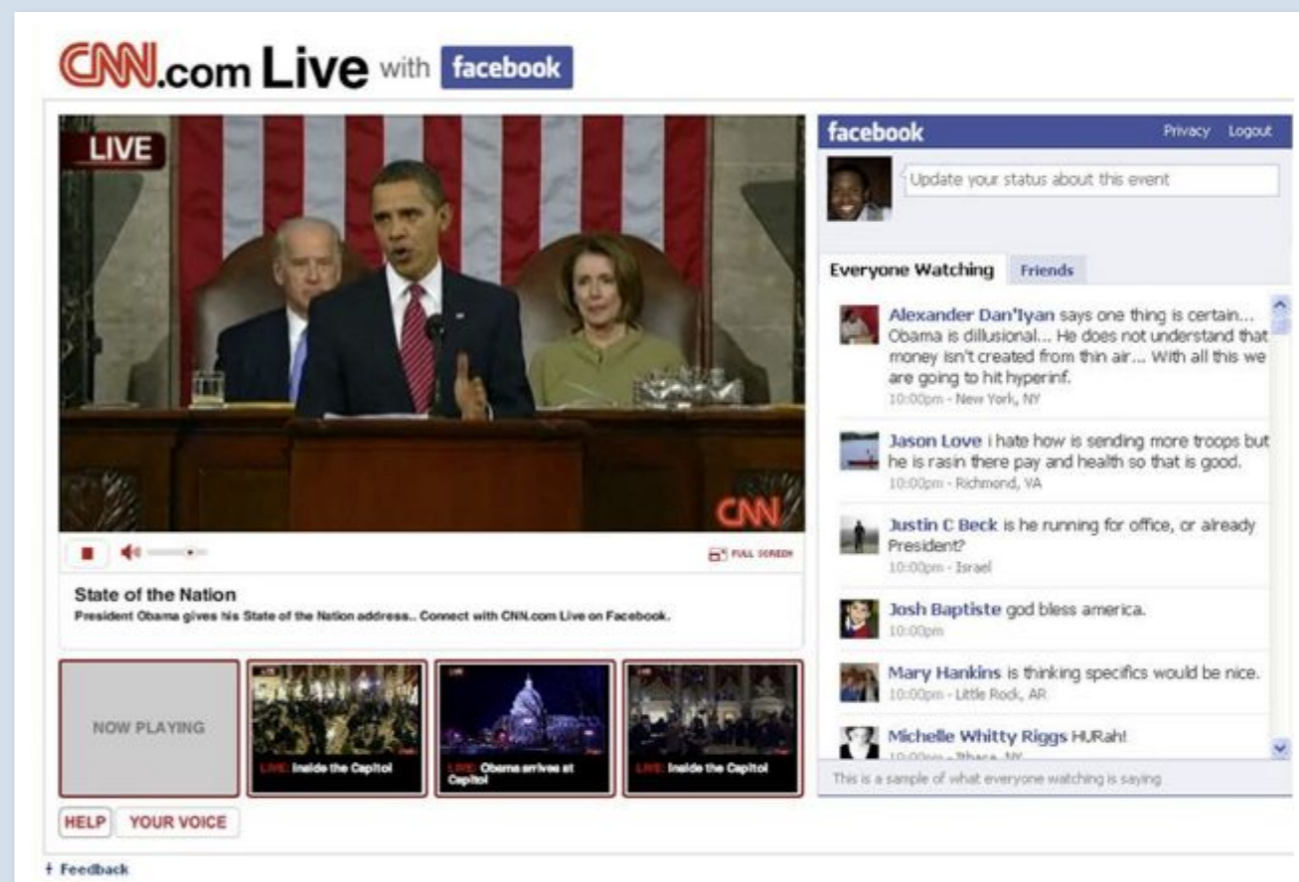 CNN.com Live with facebook
LIVE
CNN
FULL SCREEN
State of the Nation
President Obama gives his State of the Nation address.. Connect with CNN.com Live on Facebook.
NOW PLAYING
LIVE: Inside the Capitol
LIVE: Obama arrives at
Capitol
LIVE: Inside the Capitol
HELP YOUR VOICE
Feedback
facebook Privacy Logout
Update your status about this event
Everyone Watching Friends
Alexander Dan'Iyan says one thing is certain...
Obama is dillusional... He does not understand that
money isn't created from thin air... With all this we
are going to hit hyperinf.
10:00pm - New York, NY
Jason Love i hate how is sending more troops but
he is rasin there pay and health so that is good.
10:00pm - Richmond, VA
Justin C Beck is he running for office, or already
President?
10:00pm - Israel
Josh Baptiste god bless america.
10:00pm
Mary Hankins is thinking specifics would be nice.
10:00pm - Little Rock, AR
Michelle Whitty Riggs HURah!
10:00pm - Ithaca, NY
This is a sample of what everyone watching is saying